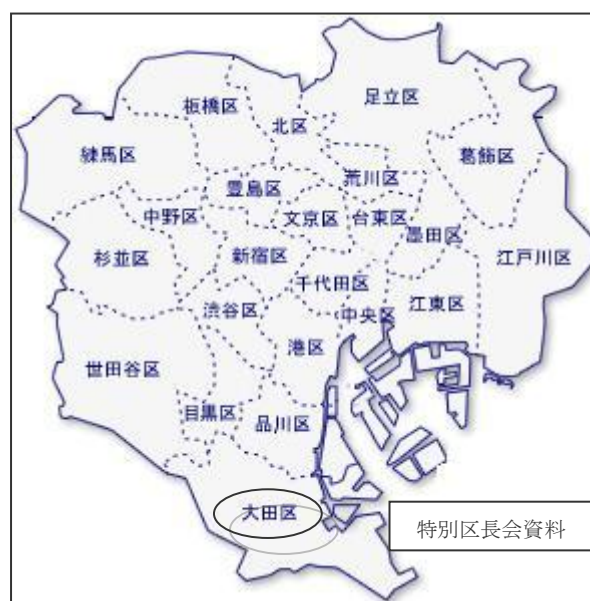 足立区
板橋区
北区
練馬区
葛飾区
荒川区
豊島区
中野区
文京区
台東区
墨田区
杉並区
新宿区
江戸川区
千代田区
渋谷区
中央区
江東区
港区
世田谷区
目黒区
品川区
大田区
特別区長会資料